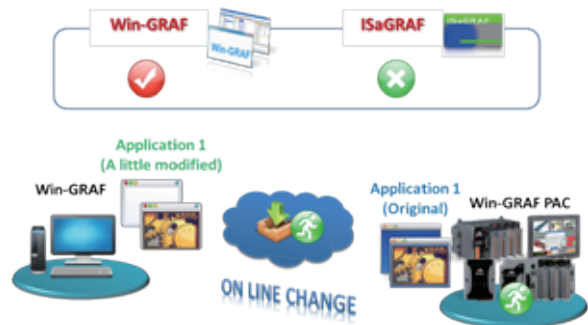 Win-GRAF
ISaGRAF
Win-GRAF
ISaGRAF
Application 1
(A little modified)
Win-GRAF
Application 1
(Original)
Win-GRAF PAC
ON LINE CHANGE